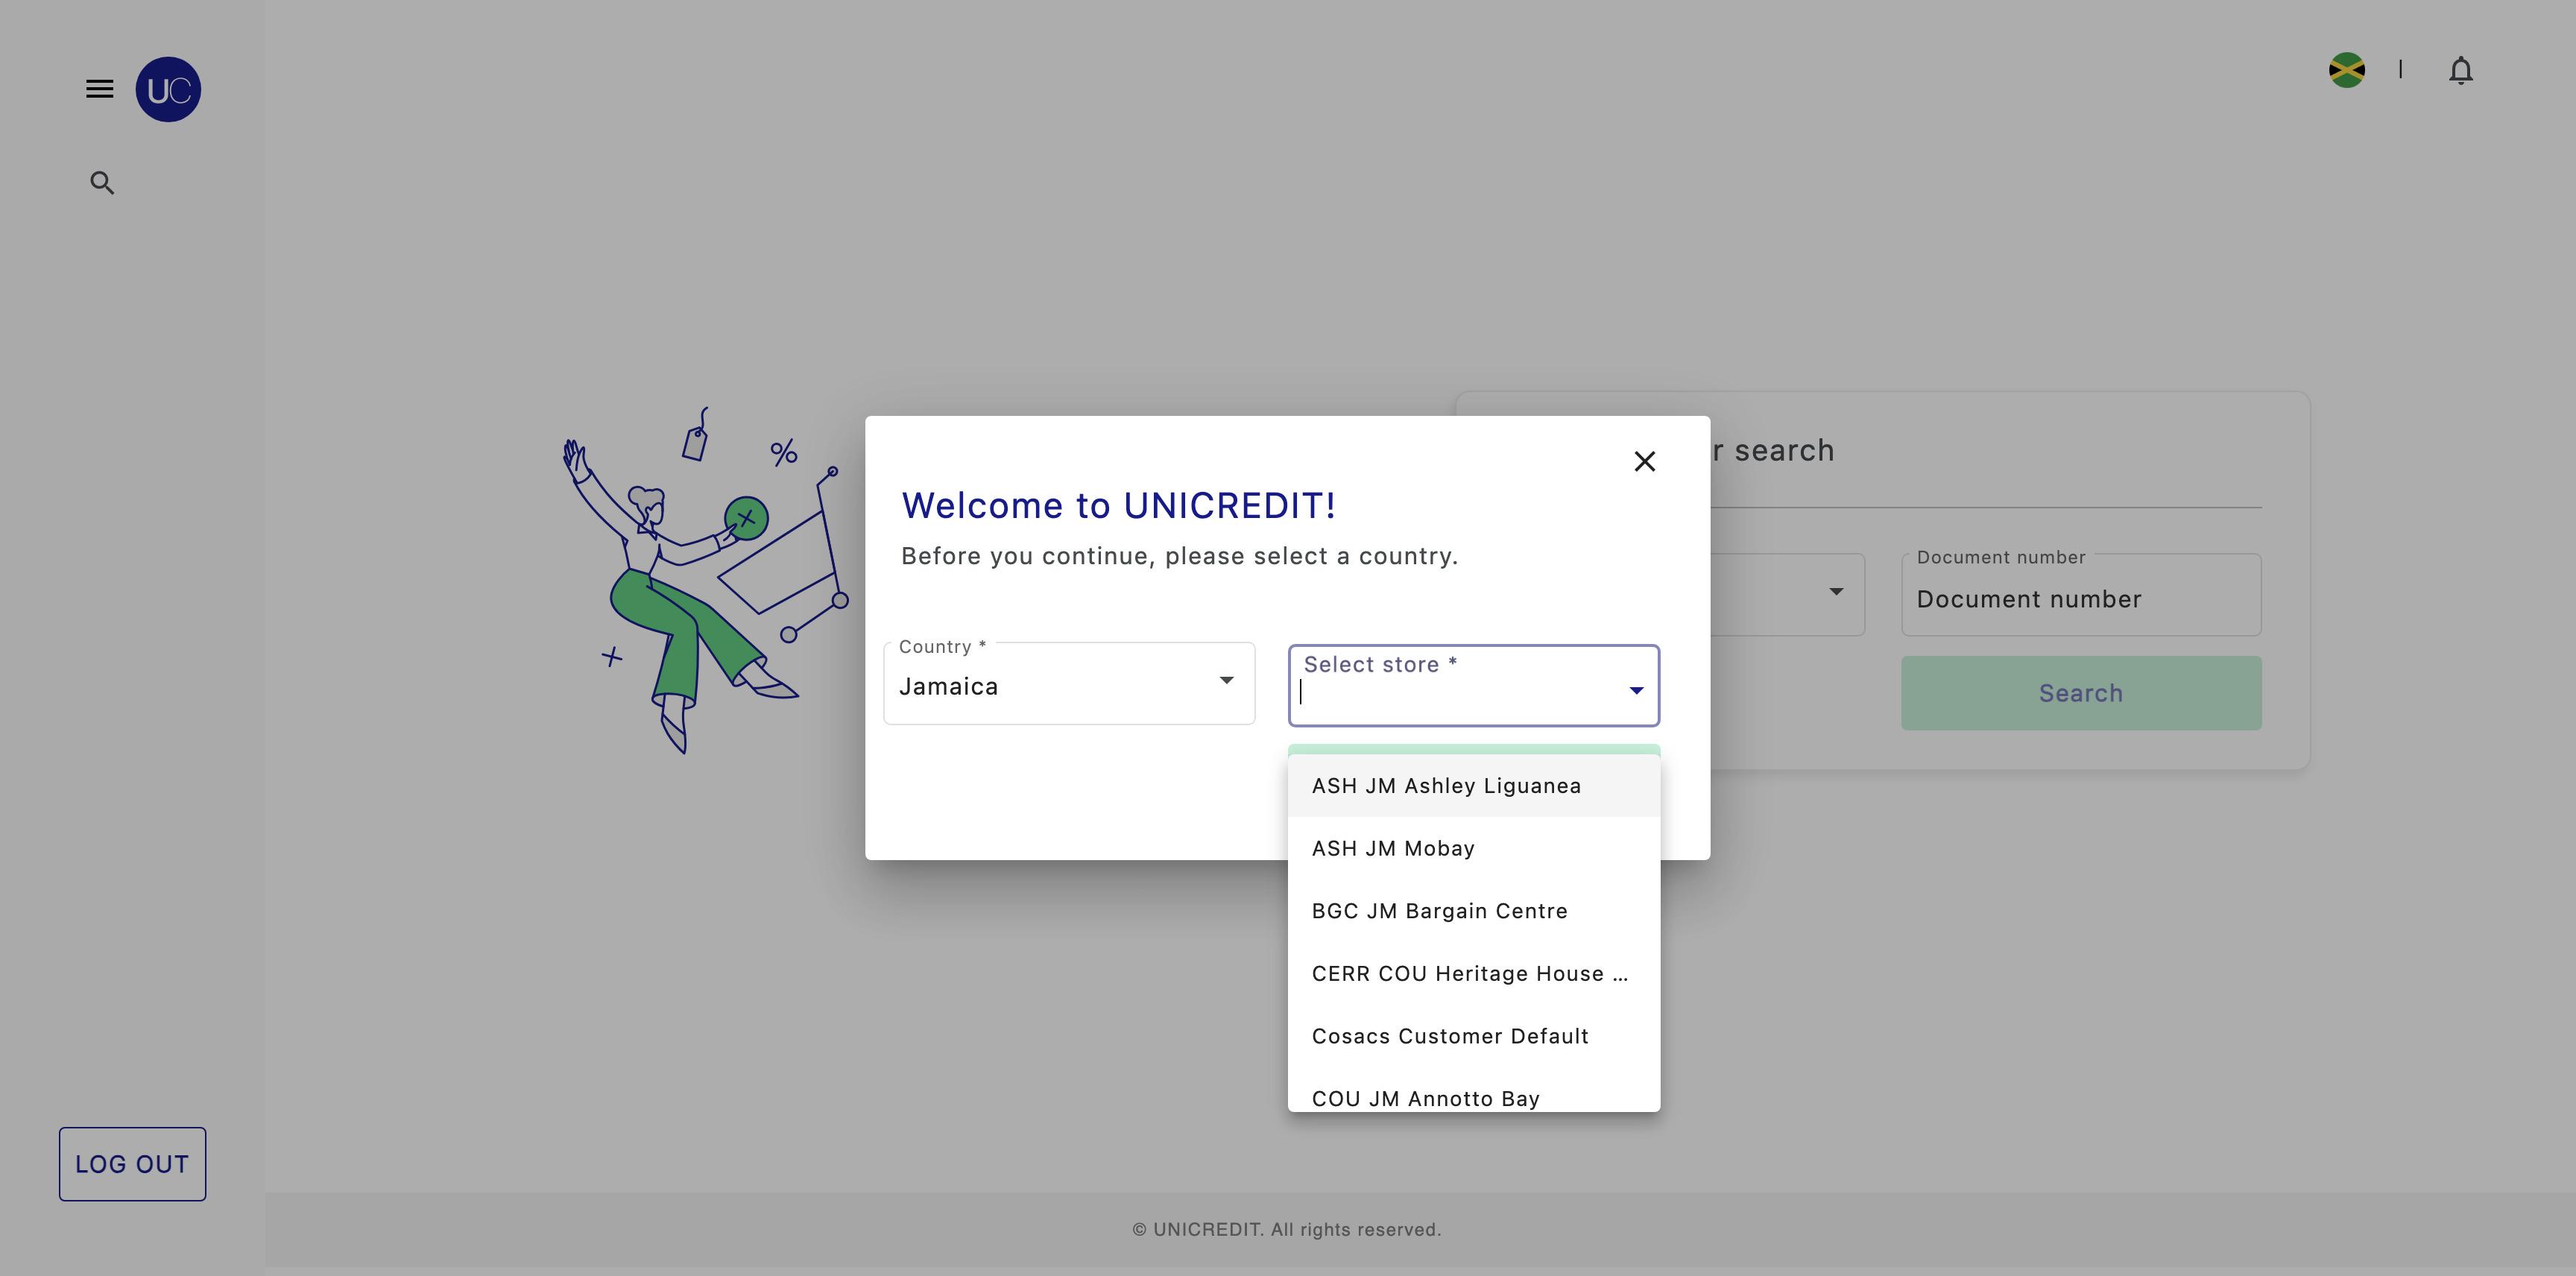 UC
Welcome to UNICREDIT!
Before you continue, please select a country.
Country *
Jamaica
Select store *
ASH JM Ashley Liguanea
ASH JM Mobay
BGC JM Bargain Centre
CERR COU Heritage House ...
Cosacs Customer Default
COU JM Annotto Bay
r search
Document number
Document number
Search
LOG OUT
© UNICREDIT. All rights reserved.